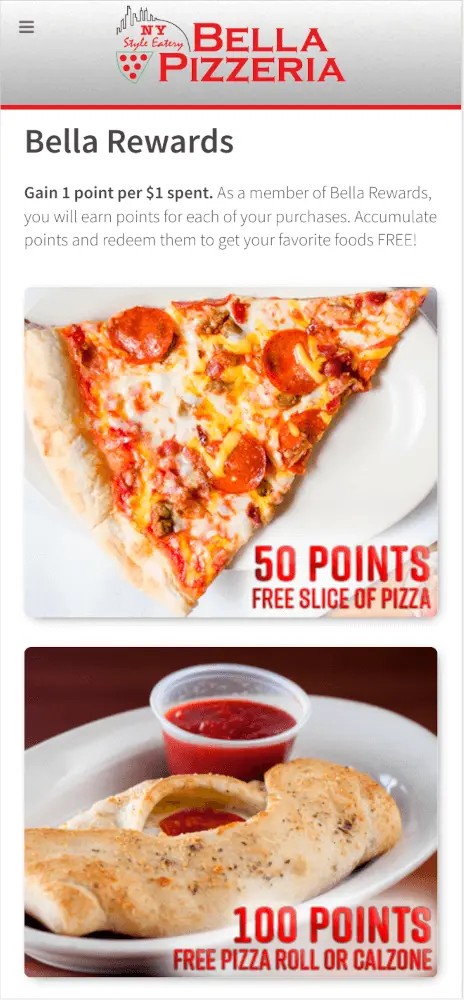 NY
Style Eatery
BELLA
PIZZERIA
Bella Rewards
Gain 1 point per $1 spent. As a member of Bella Rewards,
you will earn points for each of your purchases. Accumulate
points and redeem them to get your favorite foods FREE!
50 POINTS
FREE SLICE OF PIZZA
100 POINTS
FREE PIZZA ROLL OR CALZONE